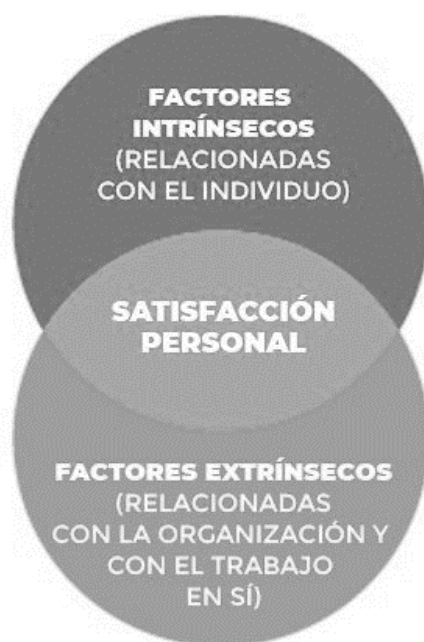 FACTORES
INTRÍNSECOS
(RELACIONADAS
CON EL INDIVIDUO)
SATISFACCIÓN
PERSONAL
FACTORES EXTRÍNSECOS
(RELACIONADAS
CON LA ORGANIZACIÓN Y
CON EL TRABAJO
EN SÍ)